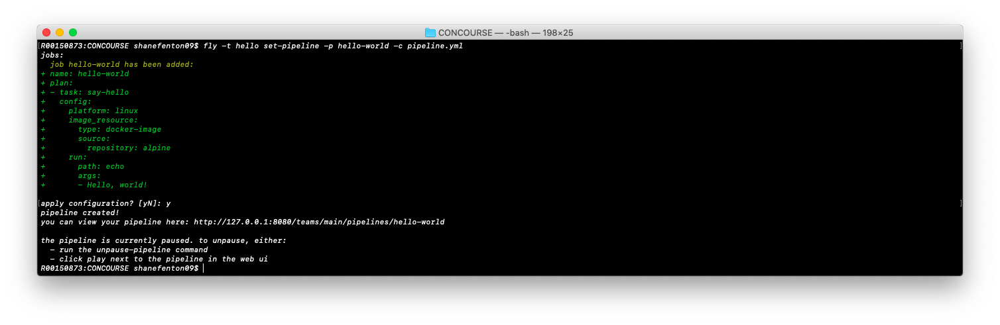 CONCOURSE — -bash — 198×25
[R00150873:CONCOURSE shanefenton09$ fly -t hello set-pipeline -p hello-world -c pipeline.yml ]
jobs:
  job hello-world has been added:
+ name: hello-world
+ plan:
+ - task: say-hello
+   config:
+     platform: linux
+     image_resource:
+       type: docker-image
+       source:
+         repository: alpine
+     run:
+       path: echo
+       args:
+       - Hello, world!
[apply configuration? [yN]: y ]
pipeline created!
you can view your pipeline here: http://127.0.0.1:8080/teams/main/pipelines/hello-world
the pipeline is currently paused. to unpause, either:
  - run the unpause-pipeline command
  - click play next to the pipeline in the web ui
R00150873:CONCOURSE shanefenton09$